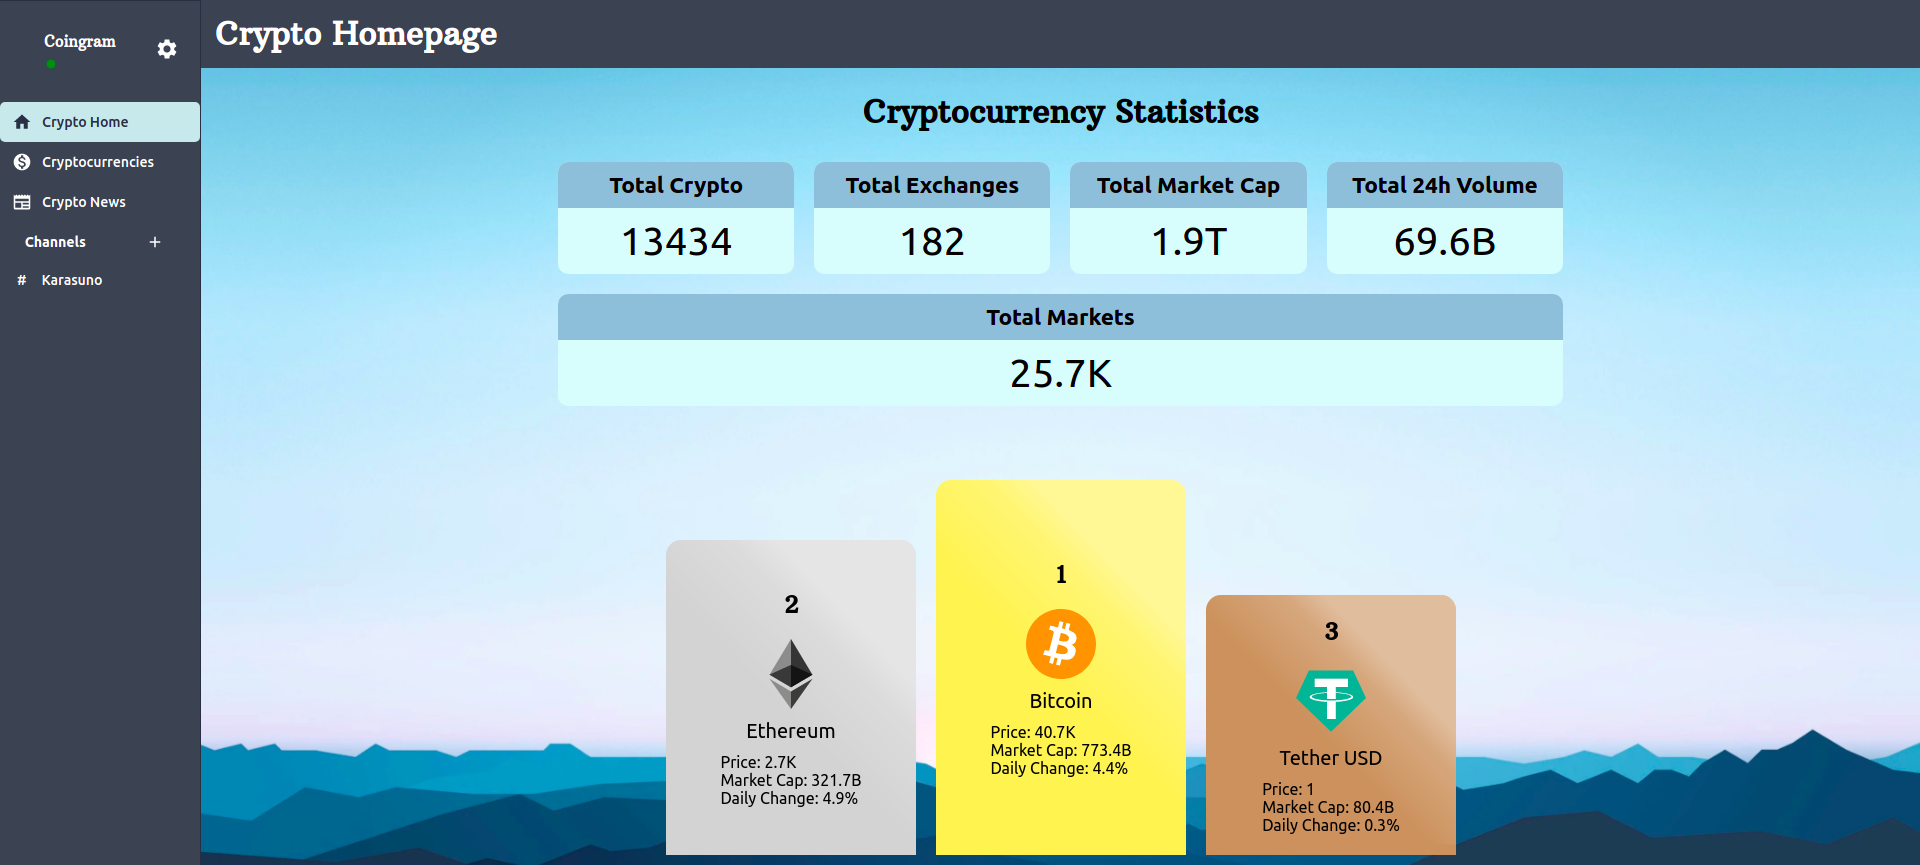 Coingram
Crypto Home
Cryptocurrencies
Crypto News
Channels +
# Karasuno
Crypto Homepage
Cryptocurrency Statistics
Total Crypto
13434
Total Exchanges
182
Total Market Cap
1.9T
Total 24h Volume
69.6B
Total Markets
25.7K
2
Ethereum
Price: 2.7K
Market Cap: 321.7B
Daily Change: 4.9%
1
Bitcoin
Price: 40.7K
Market Cap: 773.4B
Daily Change: 4.4%
3
Tether USD
Price: 1
Market Cap: 80.4B
Daily Change: 0.3%